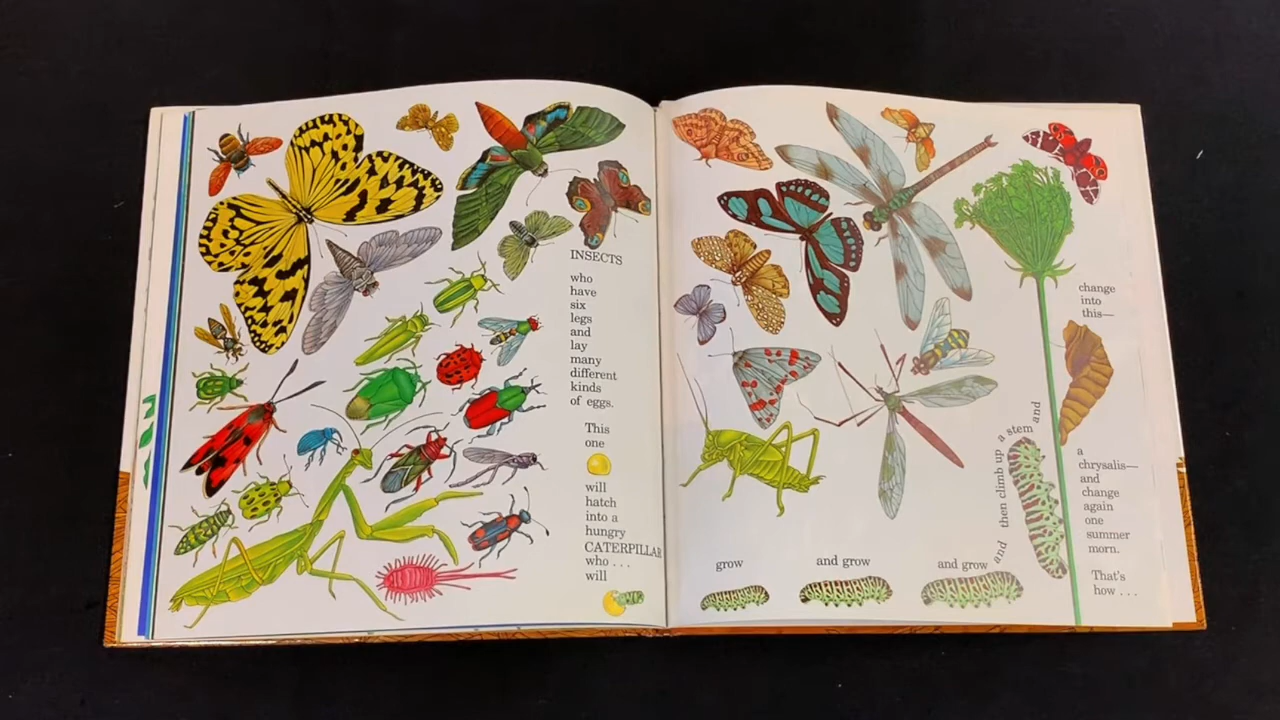 INSECTS
who
have
six
legs
and
lay
many
different
kinds
of eggs.
This
one
will
hatch
into a
hungry
CATERPILLAR
who . . .
will
grow
and grow
and grow
and then climb up a stem and
change
into
this—
a
chrysalis—
and
change
again
one
summer
morn.
That's
how . . .